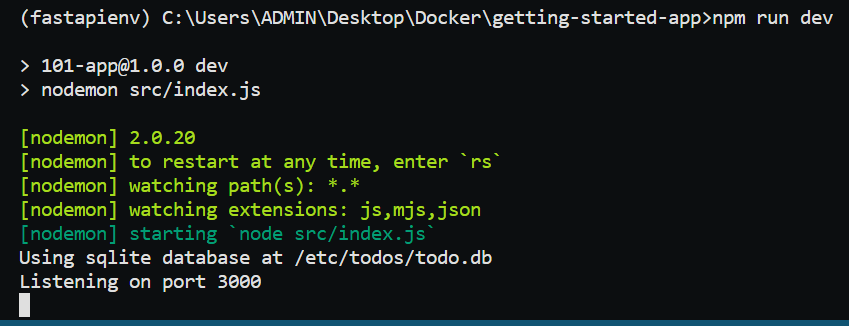 (fastapienv) C:\Users\ADMIN\Desktop\Docker\getting-started-app>npm run dev
> 101-app@1.0.0 dev
> nodemon src/index.js
[nodemon] 2.0.20
[nodemon] to restart at any time, enter `rs`
[nodemon] watching path(s): *.*
[nodemon] watching extensions: js,mjs,json
[nodemon] starting `node src/index.js`
Using sqlite database at /etc/todos/todo.db
Listening on port 3000